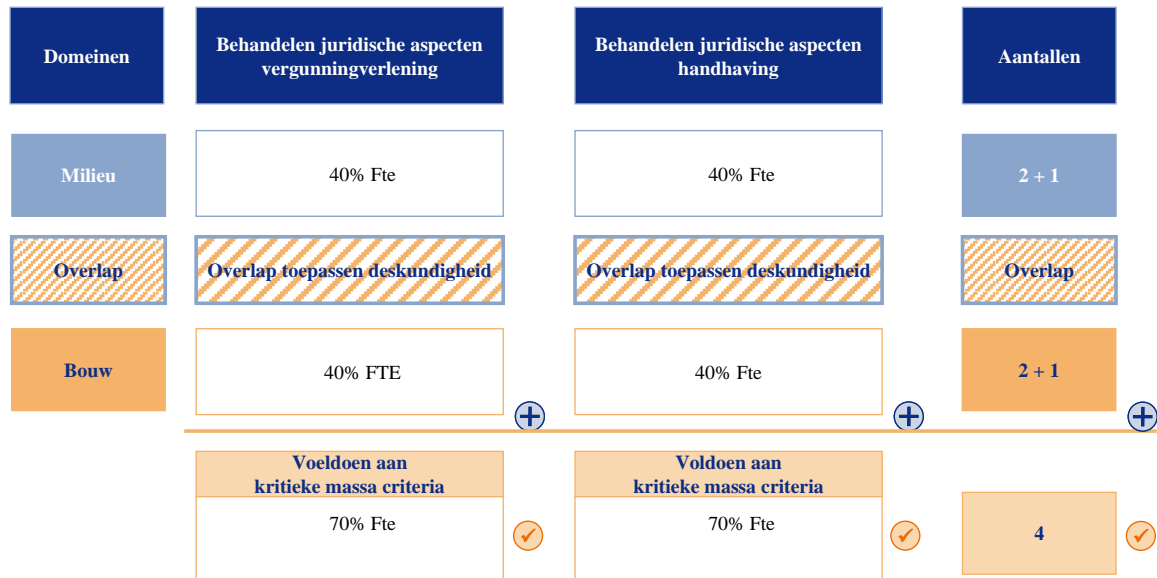 Domeinen
Behandelen juridische aspecten
vergunningverlening
Behandelen juridische aspecten
handhaving
Aantallen
Milieu
40% Fte
40% Fte
2 + 1
Overlap
Overlap toepassen deskundigheid
Overlap toepassen deskundigheid
Overlap
Bouw
40% FTE
40% Fte
2 + 1
Voeldoen aan
kritieke massa criteria
Voldoen aan
kritieke massa criteria
70% Fte
70% Fte
4